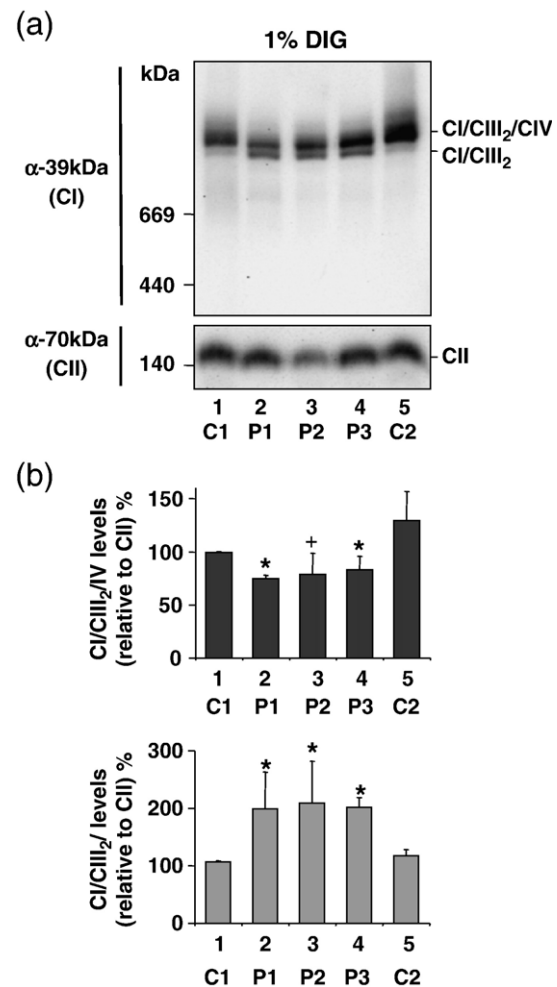 (a)
1% DIG
kDa
CI/CIII₂/CIV
CI/CIII₂
α-39kDa
(CI)
669
440
α-70kDa
(CII)
140
CII
1 2 3 4 5
C1 P1 P2 P3 C2
(b)
CI/CIII₂/IV levels
(relative to CII) %
150
100
50
0
* + *
1 2 3 4 5
C1 P1 P2 P3 C2
CI/CIII₂/ levels
(relative to CII) %
300
200
100
0
* * *
1 2 3 4 5
C1 P1 P2 P3 C2